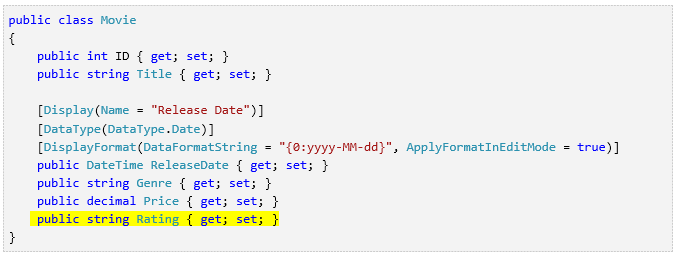 public class Movie
{
    public int ID { get; set; }
    public string Title { get; set; }

    [Display(Name = "Release Date")]
    [DataType(DataType.Date)]
    [DisplayFormat(DataFormatString = "{0:yyyy-MM-dd}", ApplyFormatInEditMode = true)]
    public DateTime ReleaseDate { get; set; }
    public string Genre { get; set; }
    public decimal Price { get; set; }
    public string Rating { get; set; }
}